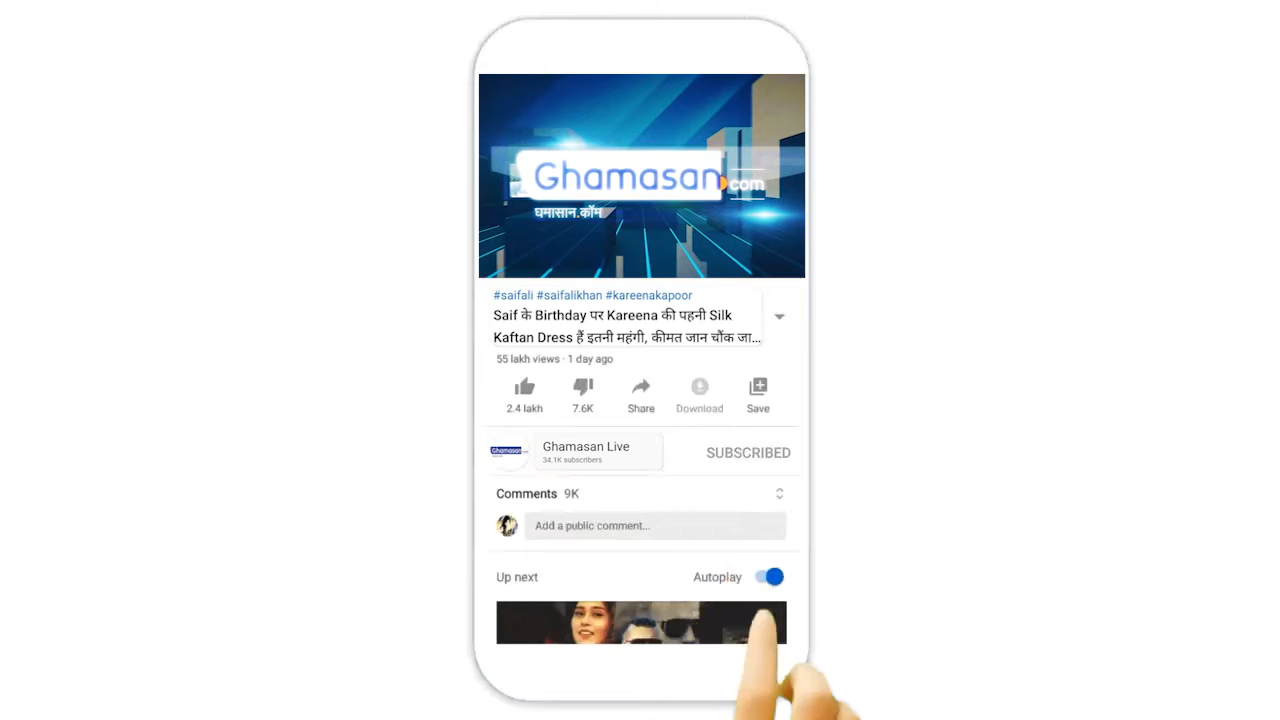 Ghamasan.com
घमासान.कॉम
#saifali #saifalikhan #kareenakapoor
Saif के Birthday पर Kareena की पहनी Silk
Kaftan Dress हैं इतनी महंगी, कीमत जान चौंक जा...
55 lakh views · 1 day ago
2.4 lakh 7.6K Share Download Save
Ghamasan
Ghamasan Live SUBSCRIBED
34.1K subscribers
Comments 9K
Add a public comment...
Up next Autoplay